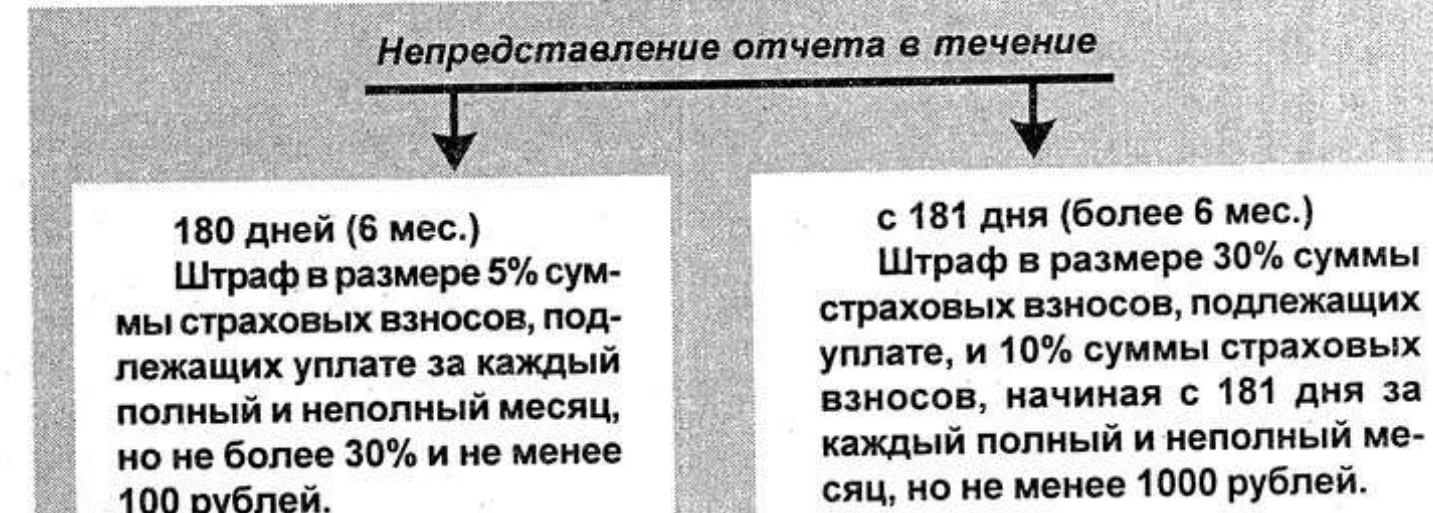 Непредставление отчета в течение
180 дней (6 мес.)
Штраф в размере 5% сум-
мы страховых взносов, под-
лежащих уплате за каждый
полный и неполный месяц,
но не более 30% и не менее
100 рублей.
с 181 дня (более 6 мес.)
Штраф в размере 30% суммы
страховых взносов, подлежащих
уплате, и 10% суммы страховых
взносов, начиная с 181 дня за
каждый полный и неполный ме-
сяц, но не менее 1000 рублей.